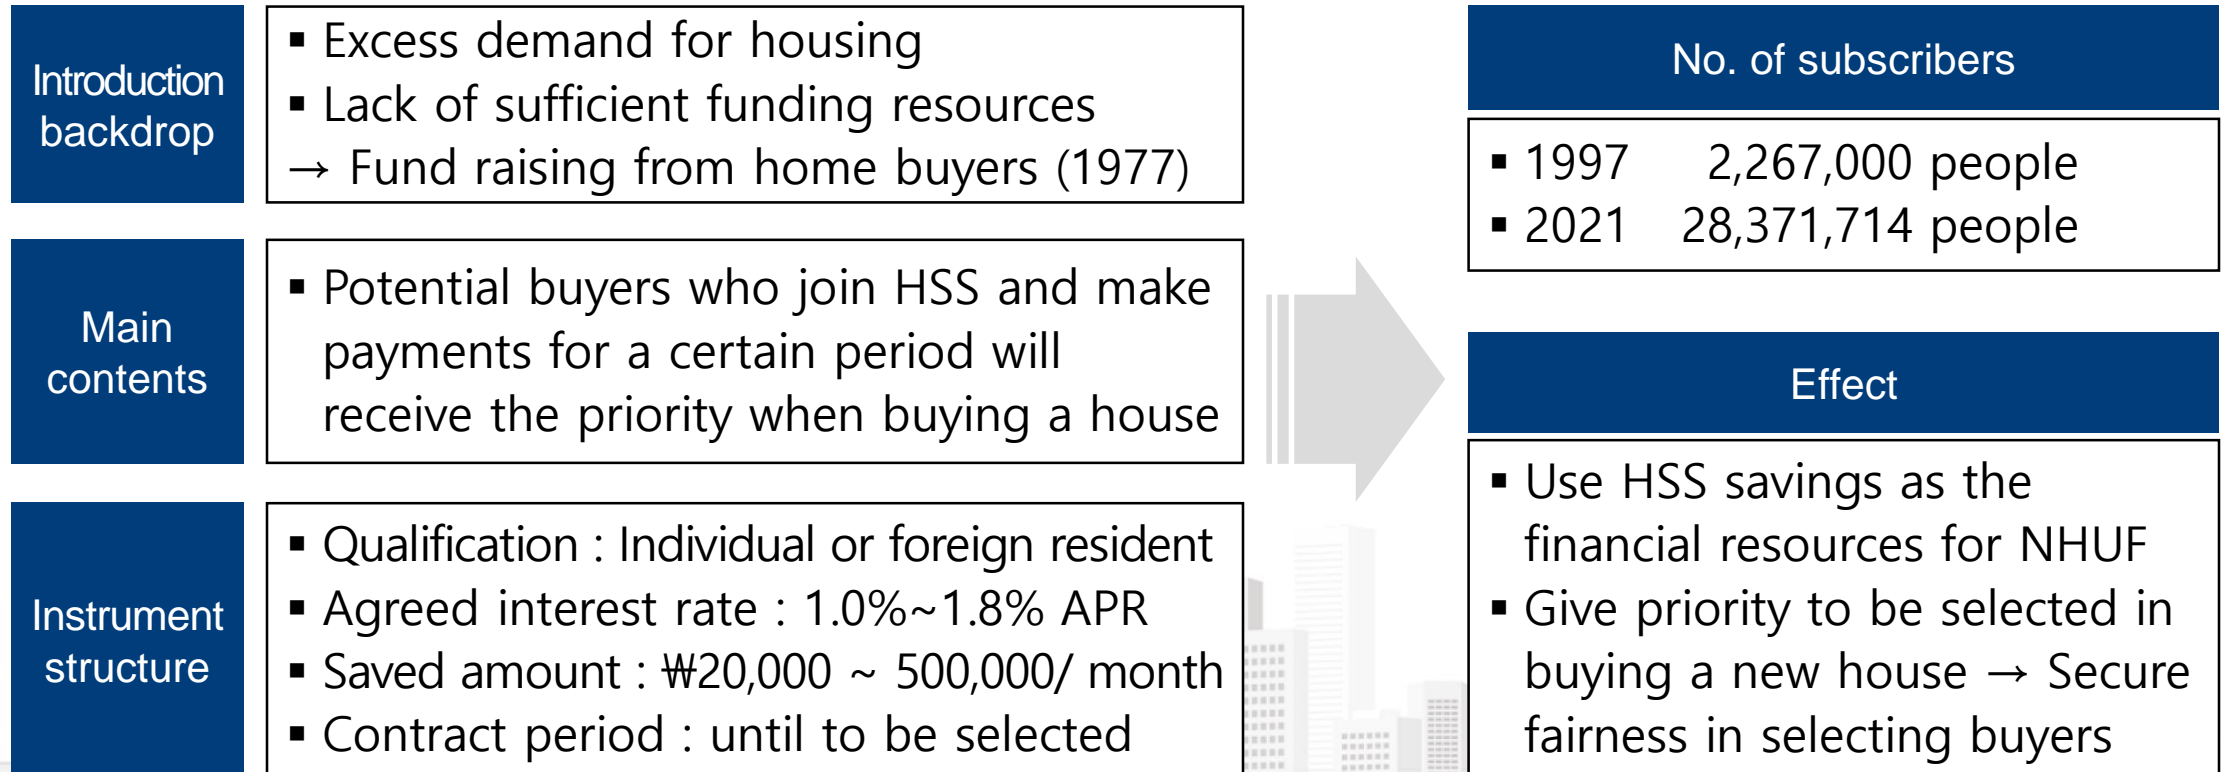 Introduction
backdrop
▪ Excess demand for housing
▪ Lack of sufficient funding resources
→ Fund raising from home buyers (1977)
Main
contents
▪ Potential buyers who join HSS and make
payments for a certain period will
receive the priority when buying a house
Instrument
structure
▪ Qualification : Individual or foreign resident
▪ Agreed interest rate : 1.0%~1.8% APR
▪ Saved amount : ₩20,000 ~ 500,000/ month
▪ Contract period : until to be selected
No. of subscribers
▪ 1997 2,267,000 people
▪ 2021 28,371,714 people
Effect
▪ Use HSS savings as the
financial resources for NHUF
▪ Give priority to be selected in
buying a new house → Secure
fairness in selecting buyers